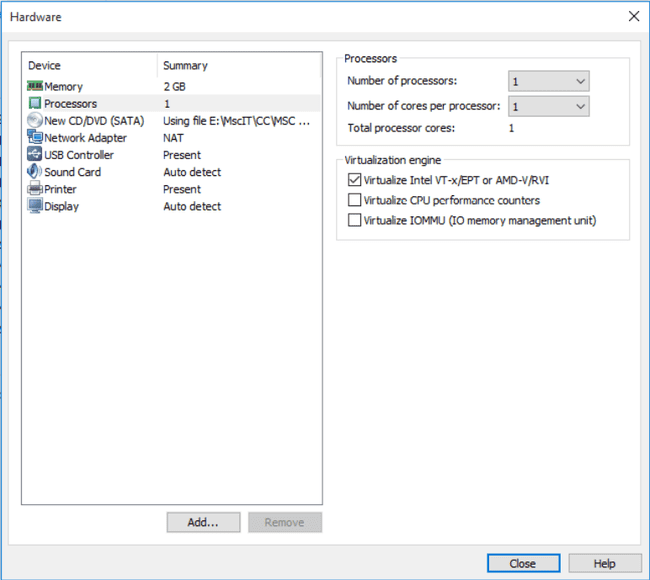 Hardware
Device Summary
Memory 2 GB
Processors 1
New CD/DVD (SATA) Using file E:\MscIT\CC\MSC ...
Network Adapter NAT
USB Controller Present
Sound Card Auto detect
Printer Present
Display Auto detect
Add...
Remove
Processors
Number of processors: 1
Number of cores per processor: 1
Total processor cores: 1
Virtualization engine
Virtualize Intel VT-x/EPT or AMD-V/RVI
Virtualize CPU performance counters
Virtualize IOMMU (IO memory management unit)
Close
Help